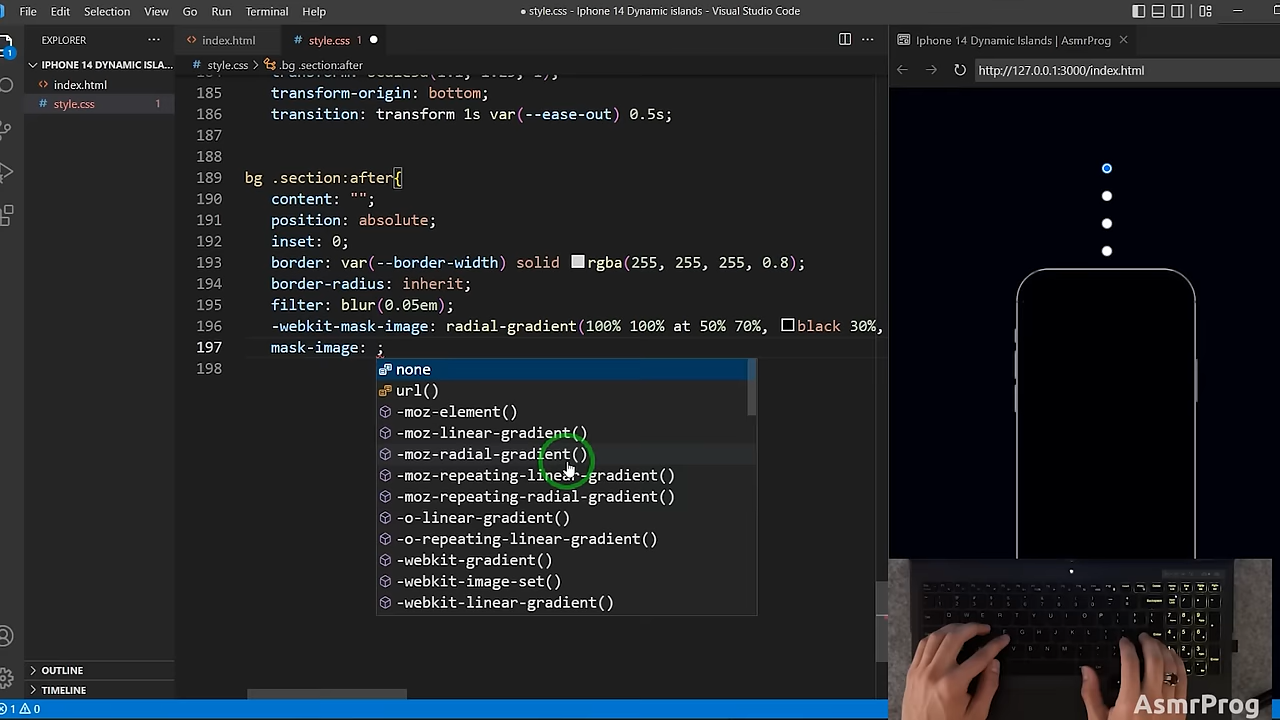 File Edit Selection View Go Run Terminal Help
style.css - Iphone 14 Dynamic islands - Visual Studio Code
EXPLORER
index.html
style.css 1
Iphone 14 Dynamic Islands | AsmrProg
IPHONE 14 DYNAMIC ISLA...
style.css > .bg .section:after
http://127.0.0.1:3000/index.html
1
index.html
style.css 1
185 transform-origin: bottom;
186 transition: transform 1s var(--ease-out) 0.5s;
187
188
189 bg .section:after{
190 content: "";
191 position: absolute;
192 inset: 0;
193 border: var(--border-width) solid rgba(255, 255, 255, 0.8);
194 border-radius: inherit;
195 filter: blur(0.05em);
196 -webkit-mask-image: radial-gradient(100% 100% at 50% 70%, black 30%,
197 mask-image: ;
198
none
url()
-moz-element()
-moz-linear-gradient()
-moz-radial-gradient()
-moz-repeating-linear-gradient()
-moz-repeating-radial-gradient()
-o-linear-gradient()
-o-repeating-linear-gradient()
-webkit-gradient()
-webkit-image-set()
-webkit-linear-gradient()
OUTLINE
TIMELINE
1 0
AsmrProg